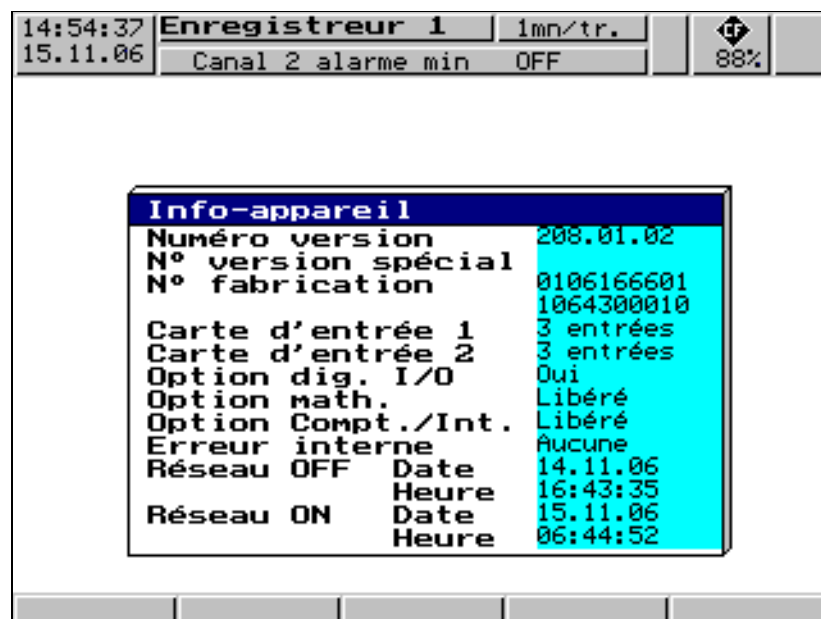 14:54:37 Enregistreur 1 1mn/tr. CF
15.11.06 Canal 2 alarme min OFF 88%
Info-appareil
Numéro version 208.01.02
N° version spécial
N° fabrication 0106166601
1064300010
Carte d'entrée 1 3 entrées
Carte d'entrée 2 3 entrées
Option dig. I/O Oui
Option math. Libéré
Option Compt./Int. Libéré
Erreur interne Aucune
Réseau OFF Date 14.11.06
Heure 16:43:35
Réseau ON Date 15.11.06
Heure 06:44:52